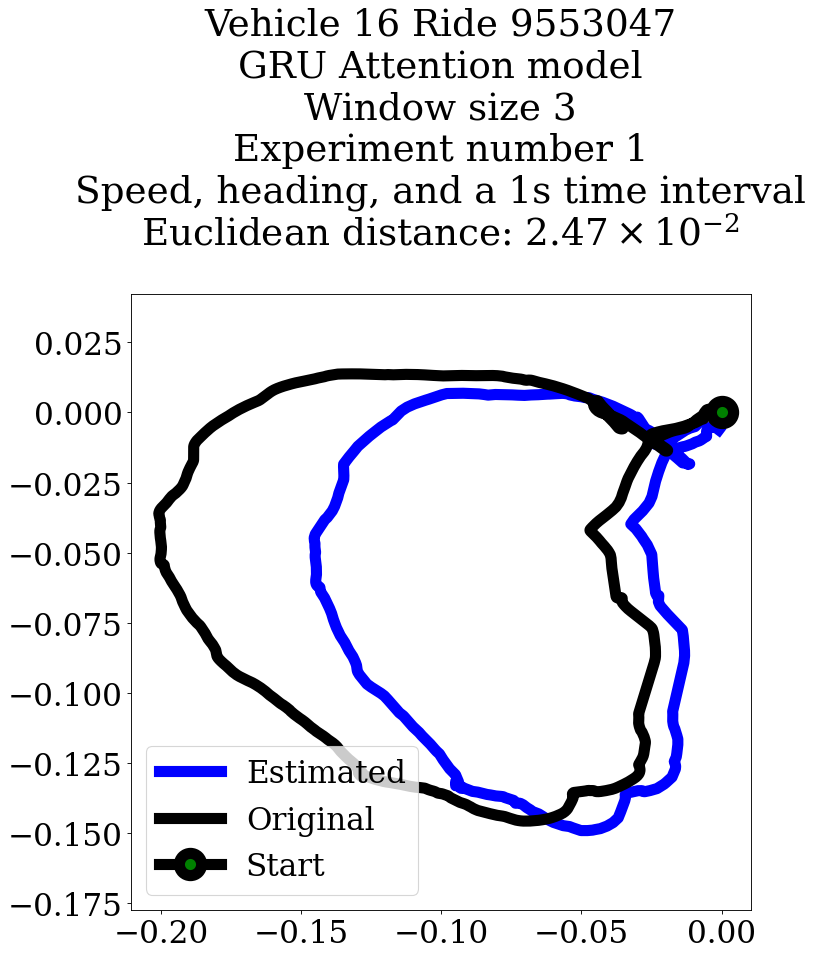 Vehicle 16 Ride 9553047
GRU Attention model
Window size 3
Experiment number 1
Speed, heading, and a 1s time interval
Euclidean distance: 2.47 × 10⁻²
0.025
0.000
−0.025
−0.050
−0.075
−0.100
−0.125
−0.150
−0.175
Estimated
Original
Start
−0.20 −0.15 −0.10 −0.05 0.00